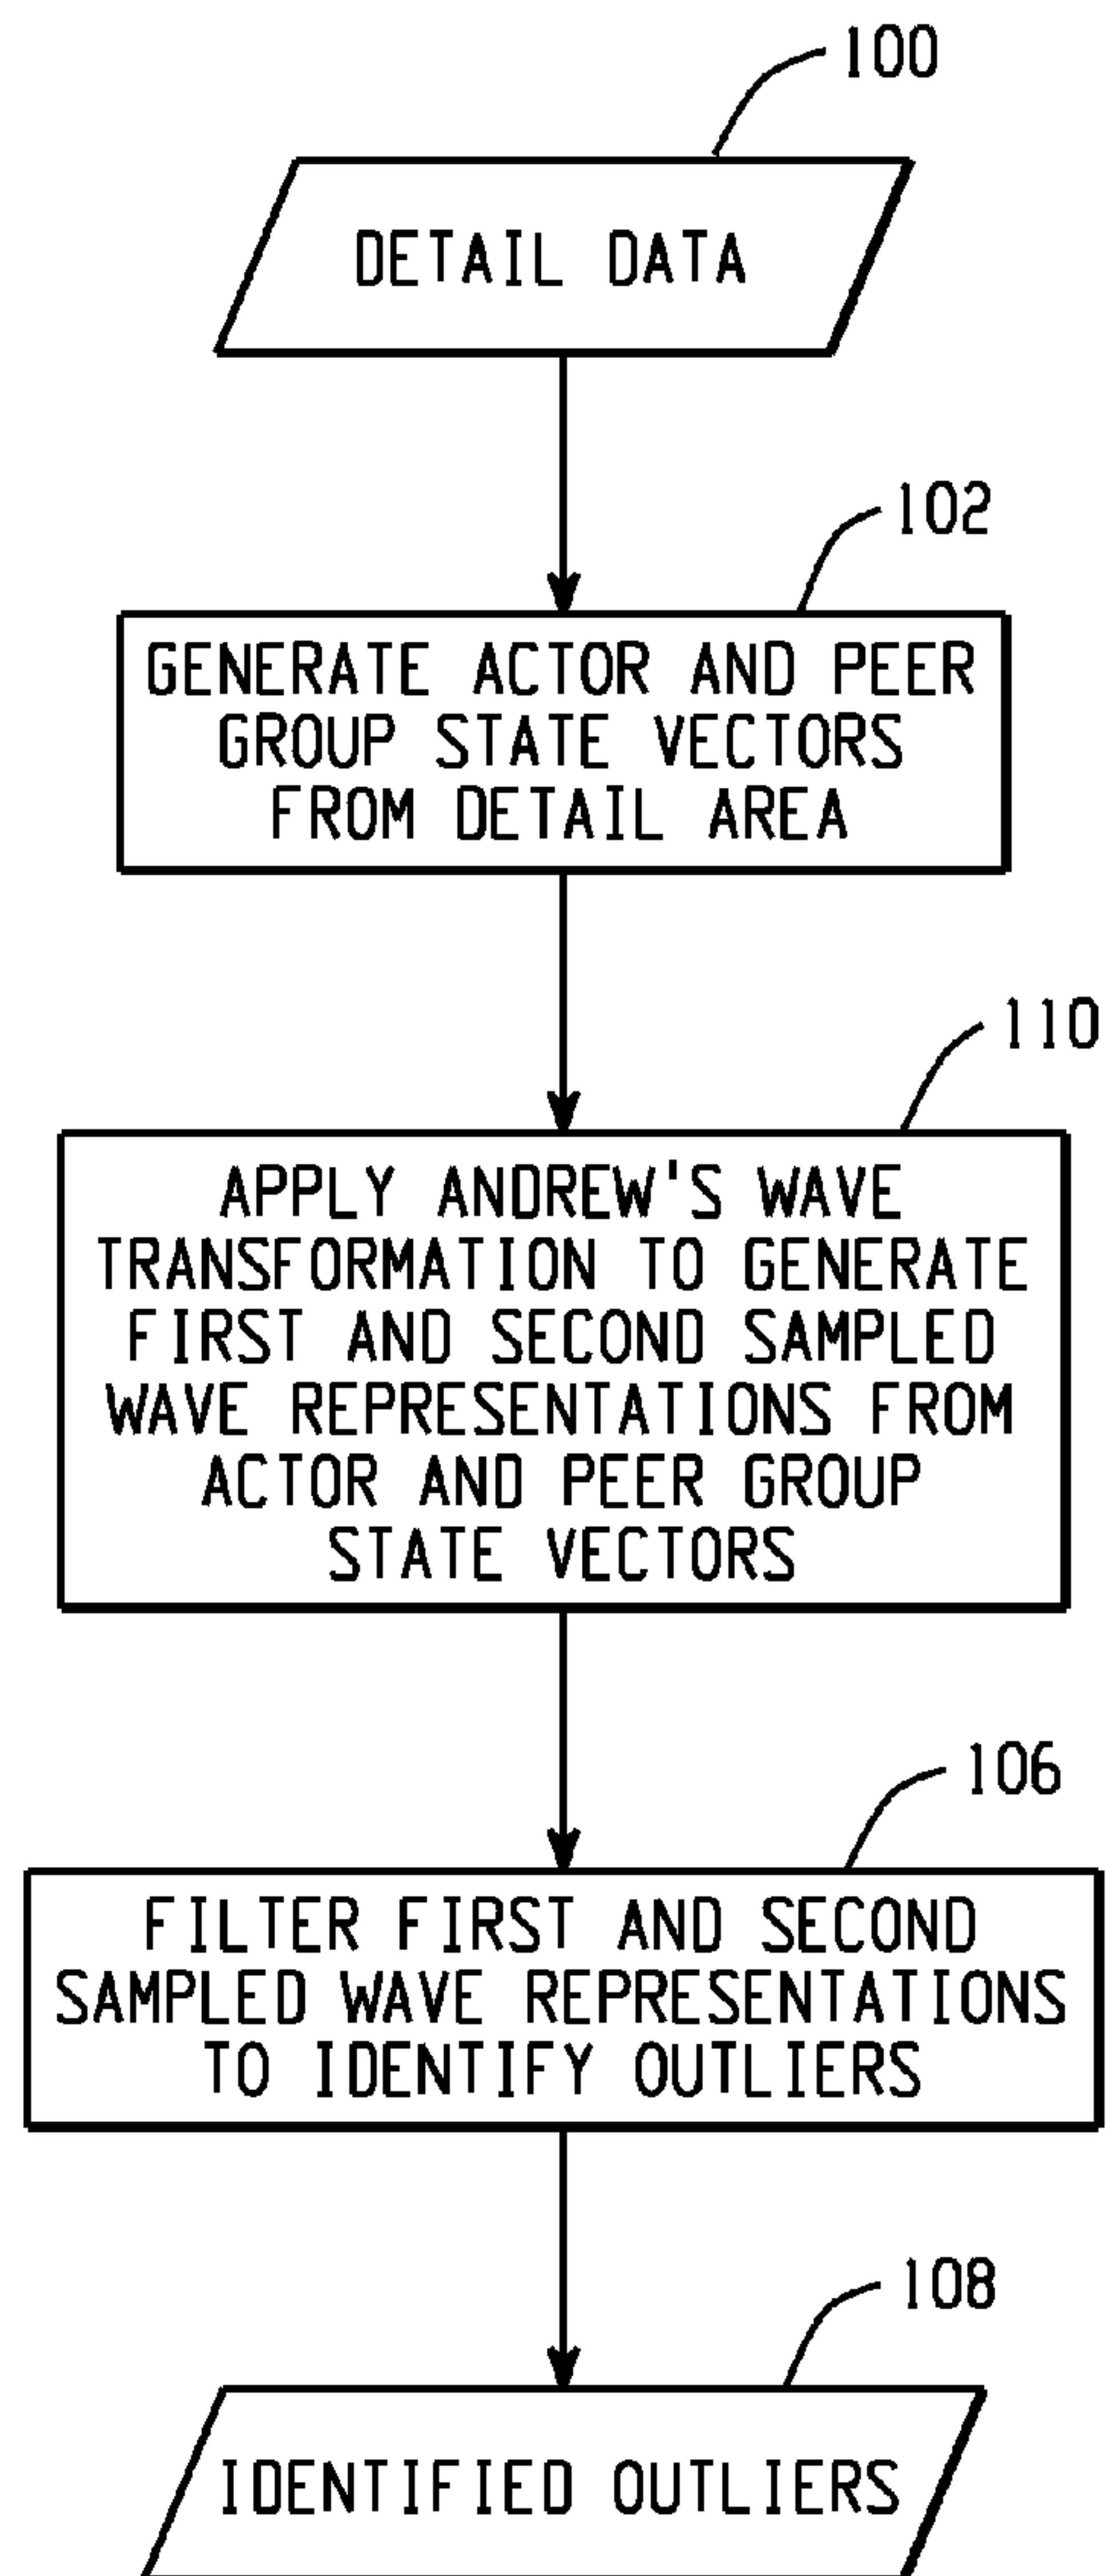 100
DETAIL DATA
102
GENERATE ACTOR AND PEER
GROUP STATE VECTORS
FROM DETAIL AREA
110
APPLY ANDREW'S WAVE
TRANSFORMATION TO GENERATE
FIRST AND SECOND SAMPLED
WAVE REPRESENTATIONS FROM
ACTOR AND PEER GROUP
STATE VECTORS
106
FILTER FIRST AND SECOND
SAMPLED WAVE REPRESENTATIONS
TO IDENTIFY OUTLIERS
108
IDENTIFIED OUTLIERS